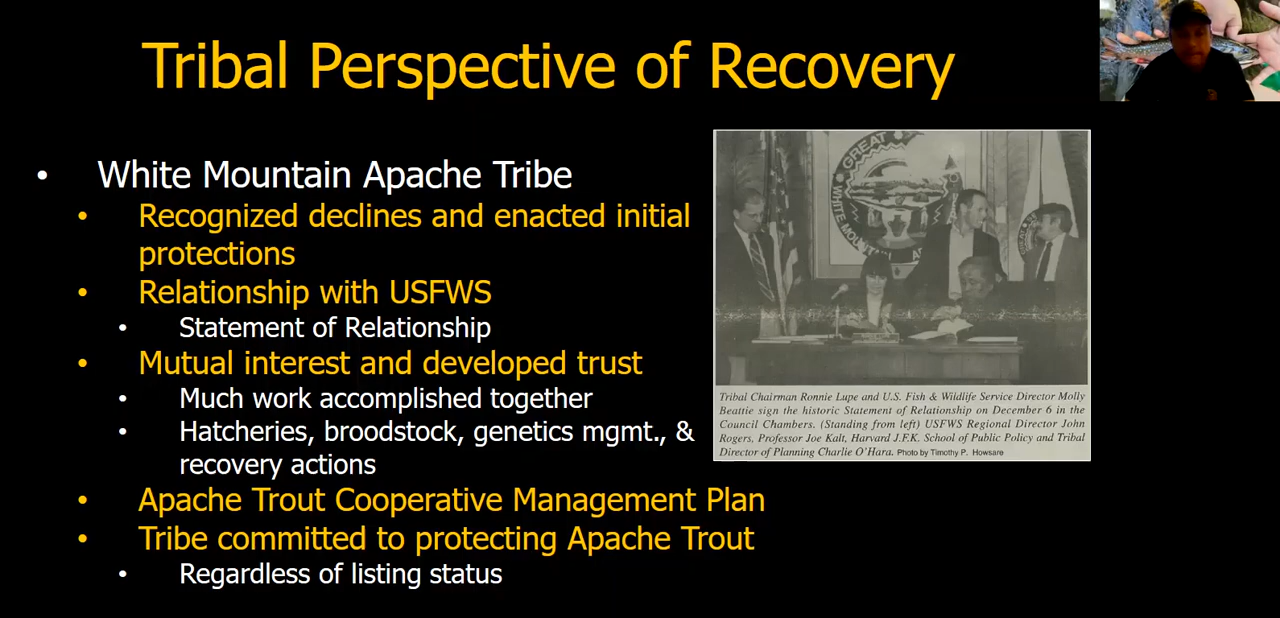 Tribal Perspective of Recovery
• White Mountain Apache Tribe
• Recognized declines and enacted initial
protections
• Relationship with USFWS
• Statement of Relationship
• Mutual interest and developed trust
• Much work accomplished together
• Hatcheries, broodstock, genetics mgmt., &
recovery actions
• Apache Trout Cooperative Management Plan
• Tribe committed to protecting Apache Trout
• Regardless of listing status
GREAT
WHITE MOUNTAIN
Tribal Chairman Ronnie Lupe and U.S. Fish & Wildlife Service Director Molly
Beattie sign the historic Statement of Relationship on December 6 in the
Council Chambers. (Standing from left) USFWS Regional Director John
Rogers, Professor Joe Kalt, Harvard J.F.K. School of Public Policy and Tribal
Director of Planning Charlie O'Hara. Photo by Timothy P. Howsare